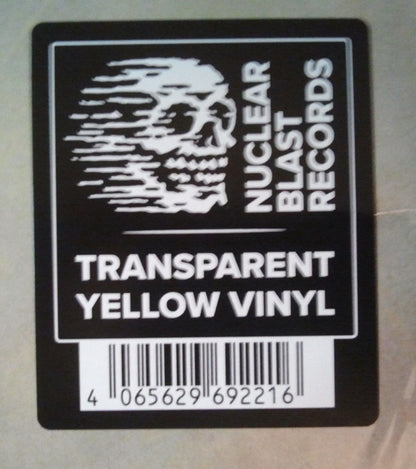 NUCLEAR
BLAST
RECORDS
TRANSPARENT
YELLOW VINYL
4 065629 692216